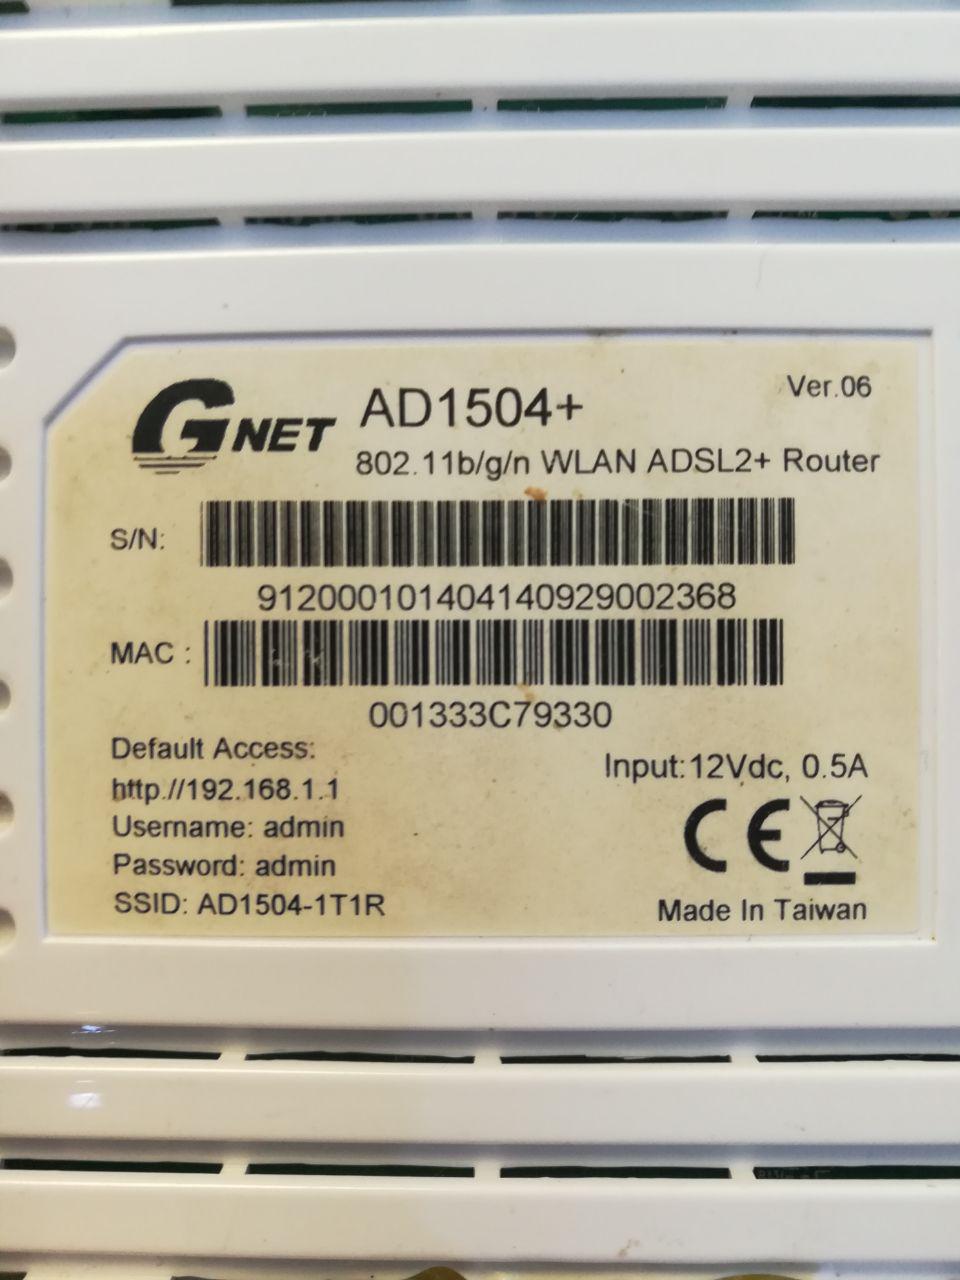 GNET
AD1504+
Ver.06
802.11b/g/n WLAN ADSL2+ Router
S/N:
912000101404140929002368
MAC :
001333C79330
Default Access:
http.//192.168.1.1
Username: admin
Password: admin
SSID: AD1504-1T1R
Input:12Vdc, 0.5A
CE
Made In Taiwan